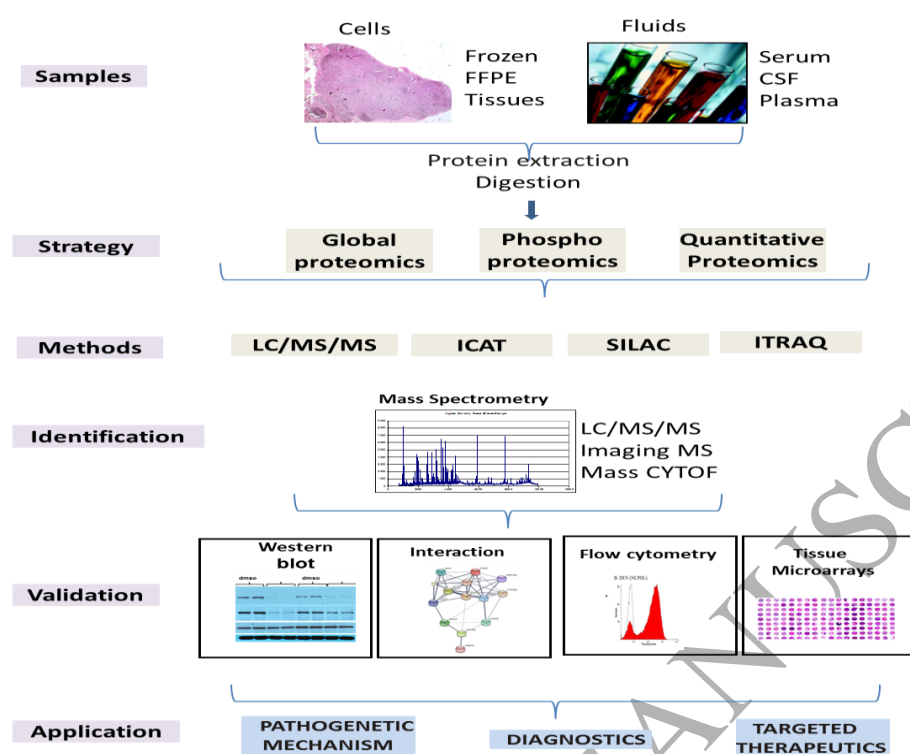 Cells
Fluids
Samples
Frozen
FFPE
Tissues
Serum
CSF
Plasma
Protein extraction
Digestion
Strategy
Global
proteomics
Phospho
proteomics
Quantitative
Proteomics
Methods
LC/MS/MS
ICAT
SILAC
ITRAQ
Identification
Mass Spectrometry
LC/MS/MS
Imaging MS
Mass CYTOF
Validation
Western
blot
dmso
dmso
Interaction
Flow cytometry
Tissue
Microarrays
Application
PATHOGENETIC
MECHANISM
DIAGNOSTICS
TARGETED
THERAPEUTICS